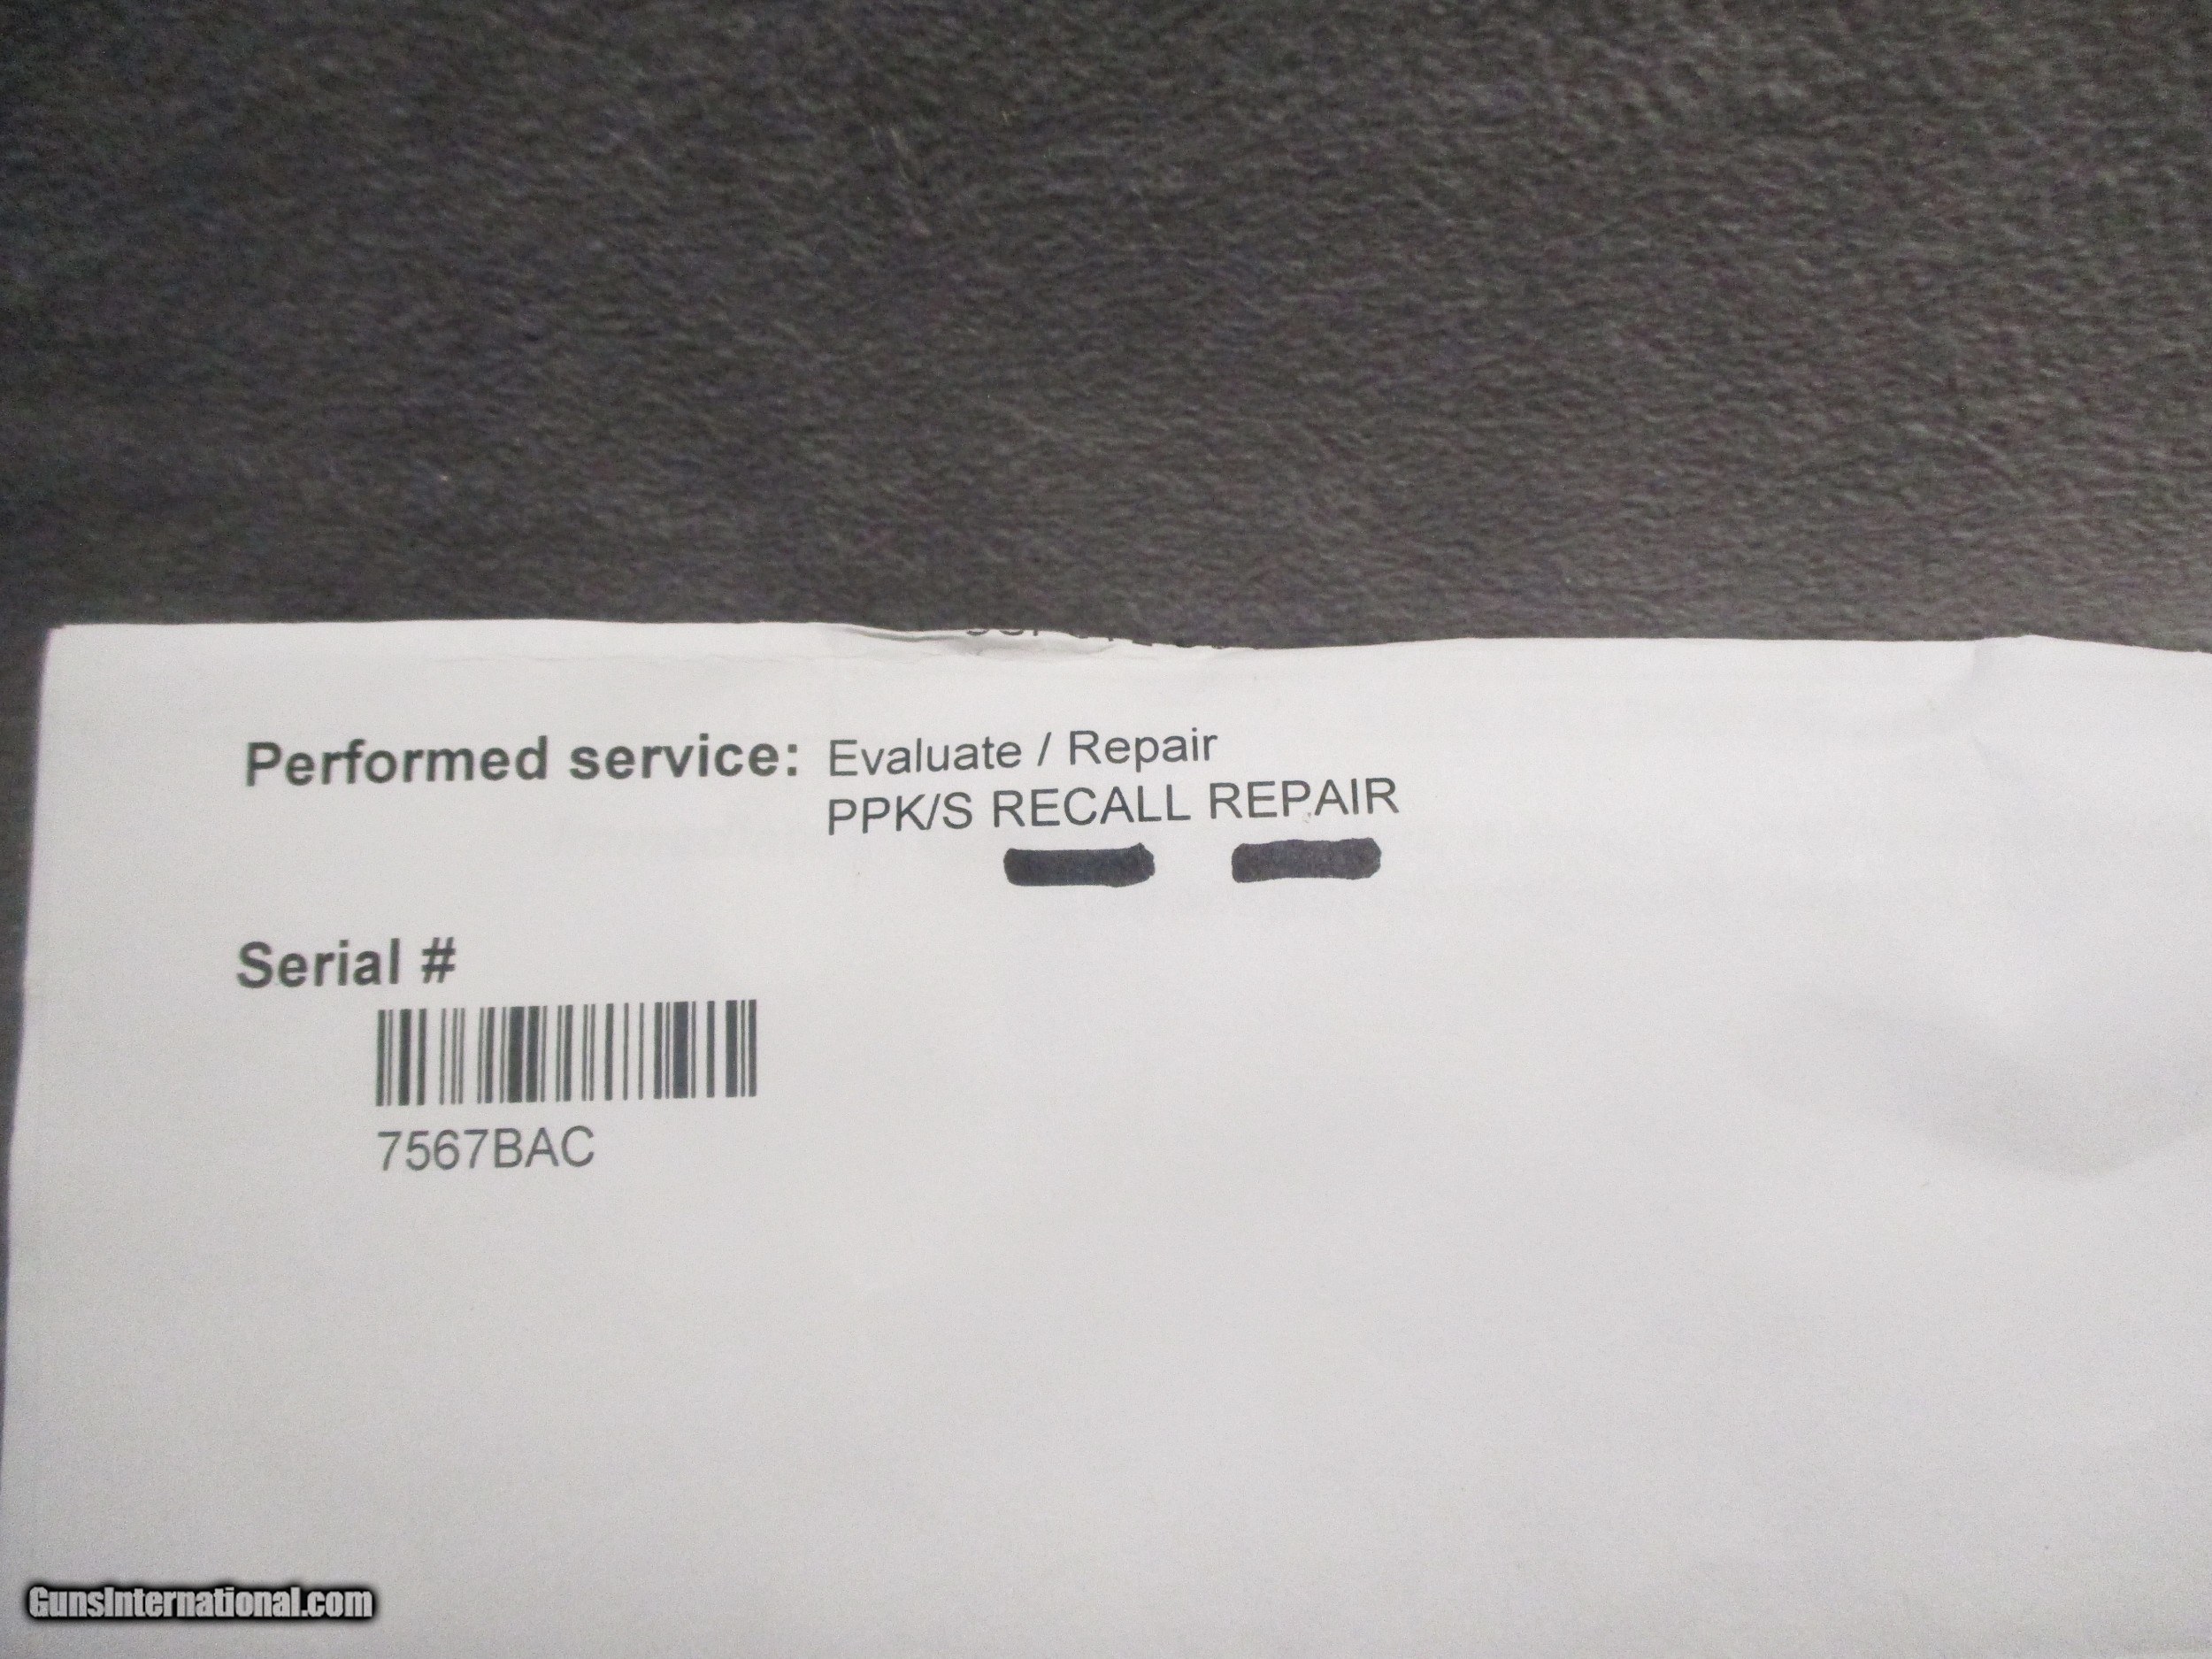 Performed service: Evaluate / Repair
PPK/S RECALL REPAIR
Serial #
7567BAC
GunsInternational.com